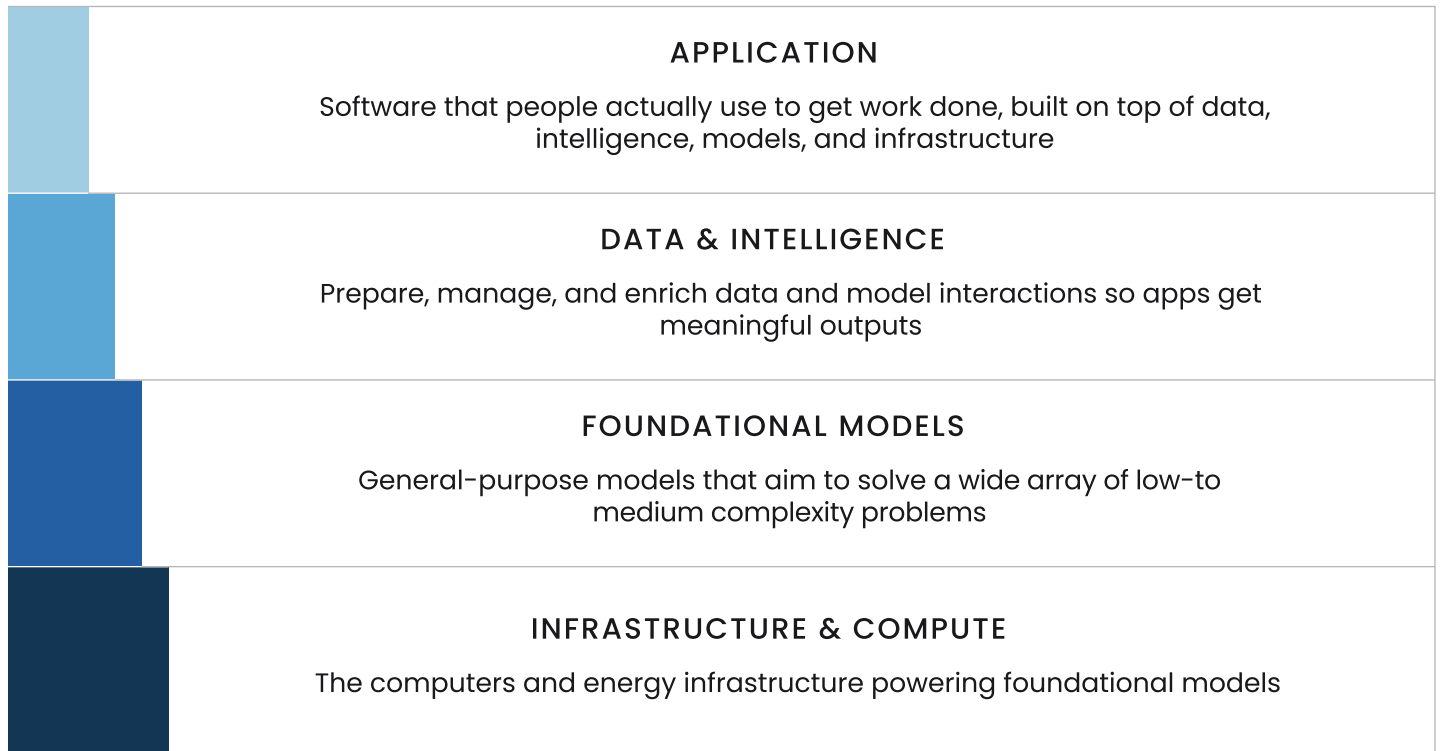 APPLICATION
Software that people actually use to get work done, built on top of data,
intelligence, models, and infrastructure
DATA & INTELLIGENCE
Prepare, manage, and enrich data and model interactions so apps get
meaningful outputs
FOUNDATIONAL MODELS
General-purpose models that aim to solve a wide array of low-to
medium complexity problems
INFRASTRUCTURE & COMPUTE
The computers and energy infrastructure powering foundational models